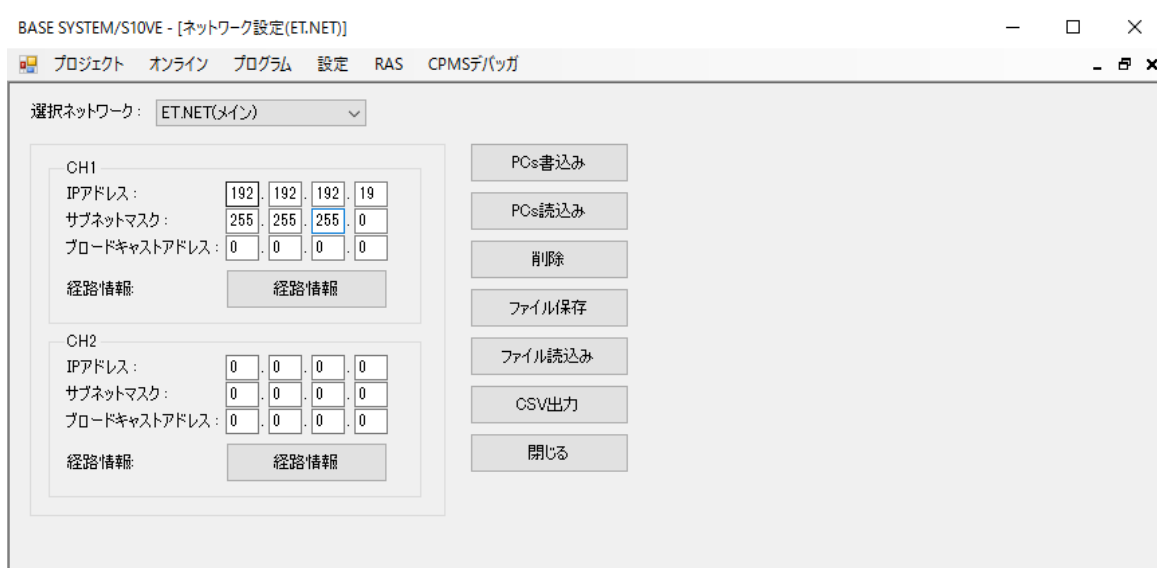 BASE SYSTEM/S10VE - [ネットワーク設定(ET.NET)]
プロジェクト オンライン プログラム 設定 RAS CPMSデバッガ
選択ネットワーク： ET.NET(メイン)
CH1
IPアドレス： 192 . 192 . 192 . 19
サブネットマスク： 255 . 255 . 255 . 0
ブロードキャストアドレス： 0 . 0 . 0 . 0
経路情報: 経路情報
CH2
IPアドレス： 0 . 0 . 0 . 0
サブネットマスク： 0 . 0 . 0 . 0
ブロードキャストアドレス： 0 . 0 . 0 . 0
経路情報: 経路情報
PCs書込み
PCs読込み
削除
ファイル保存
ファイル読込み
CSV出力
閉じる